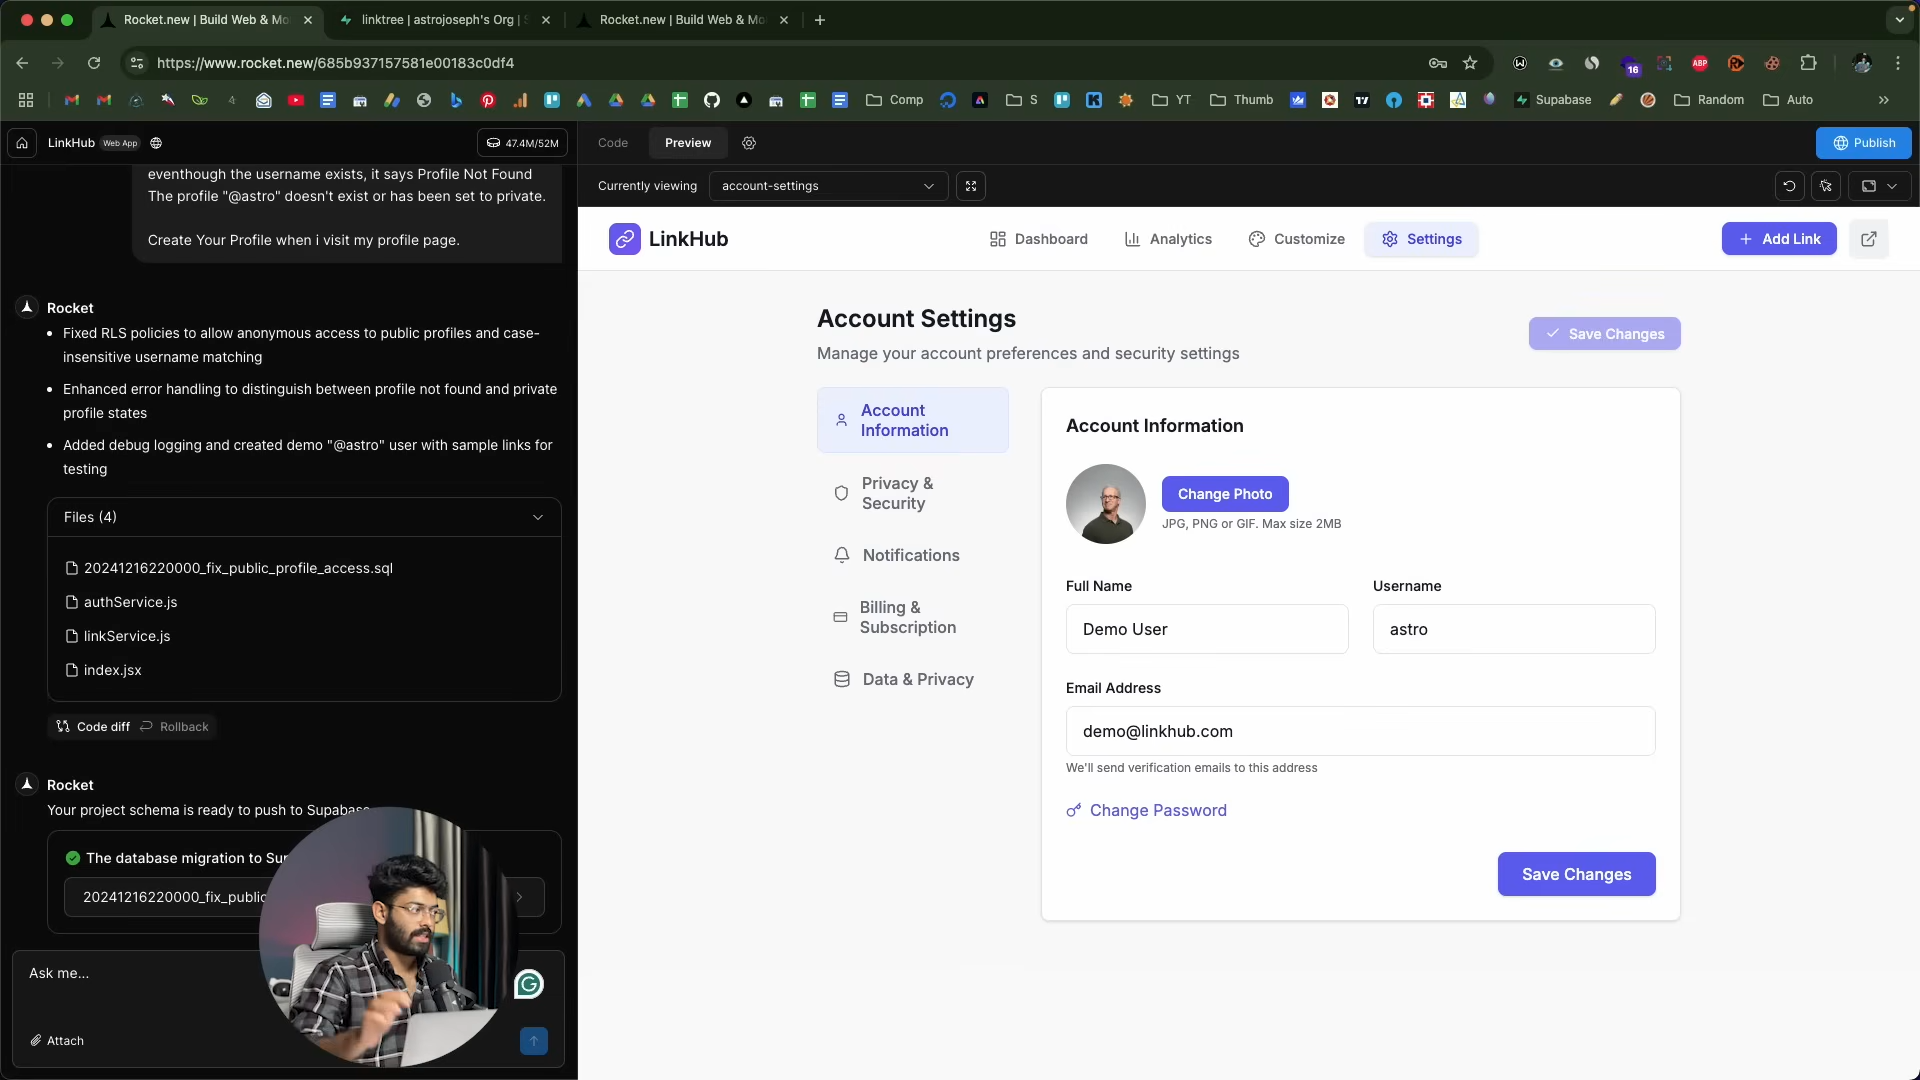 Rocket.new | Build Web & Mo
linktree | astrojoseph's Org | S
Rocket.new | Build Web & Mo
https://www.rocket.new/685b937157581e00183c0df4
16
ABP
Comp
S
YT
Thumb
17
Supabase
Random
Auto
LinkHub
Web App
47.4M/52M
Code
Preview
Publish
eventhough the username exists, it says Profile Not Found
The profile "@astro" doesn't exist or has been set to private.
Create Your Profile when i visit my profile page.
Currently viewing
account-settings
LinkHub
Dashboard
Analytics
Customize
Settings
Add Link
Rocket
Fixed RLS policies to allow anonymous access to public profiles and case-
insensitive username matching
Enhanced error handling to distinguish between profile not found and private
profile states
Added debug logging and created demo "@astro" user with sample links for
testing
Files (4)
20241216220000_fix_public_profile_access.sql
authService.js
linkService.js
index.jsx
Code diff
Rollback
Rocket
Your project schema is ready to push to Supabase
The database migration to Su
20241216220000_fix_public
Ask me...
Attach
Account Settings
Manage your account preferences and security settings
Save Changes
Account
Information
Privacy &
Security
Notifications
Billing &
Subscription
Data & Privacy
Account Information
Change Photo
JPG, PNG or GIF. Max size 2MB
Full Name
Username
Demo User
astro
Email Address
demo@linkhub.com
We'll send verification emails to this address
Change Password
Save Changes